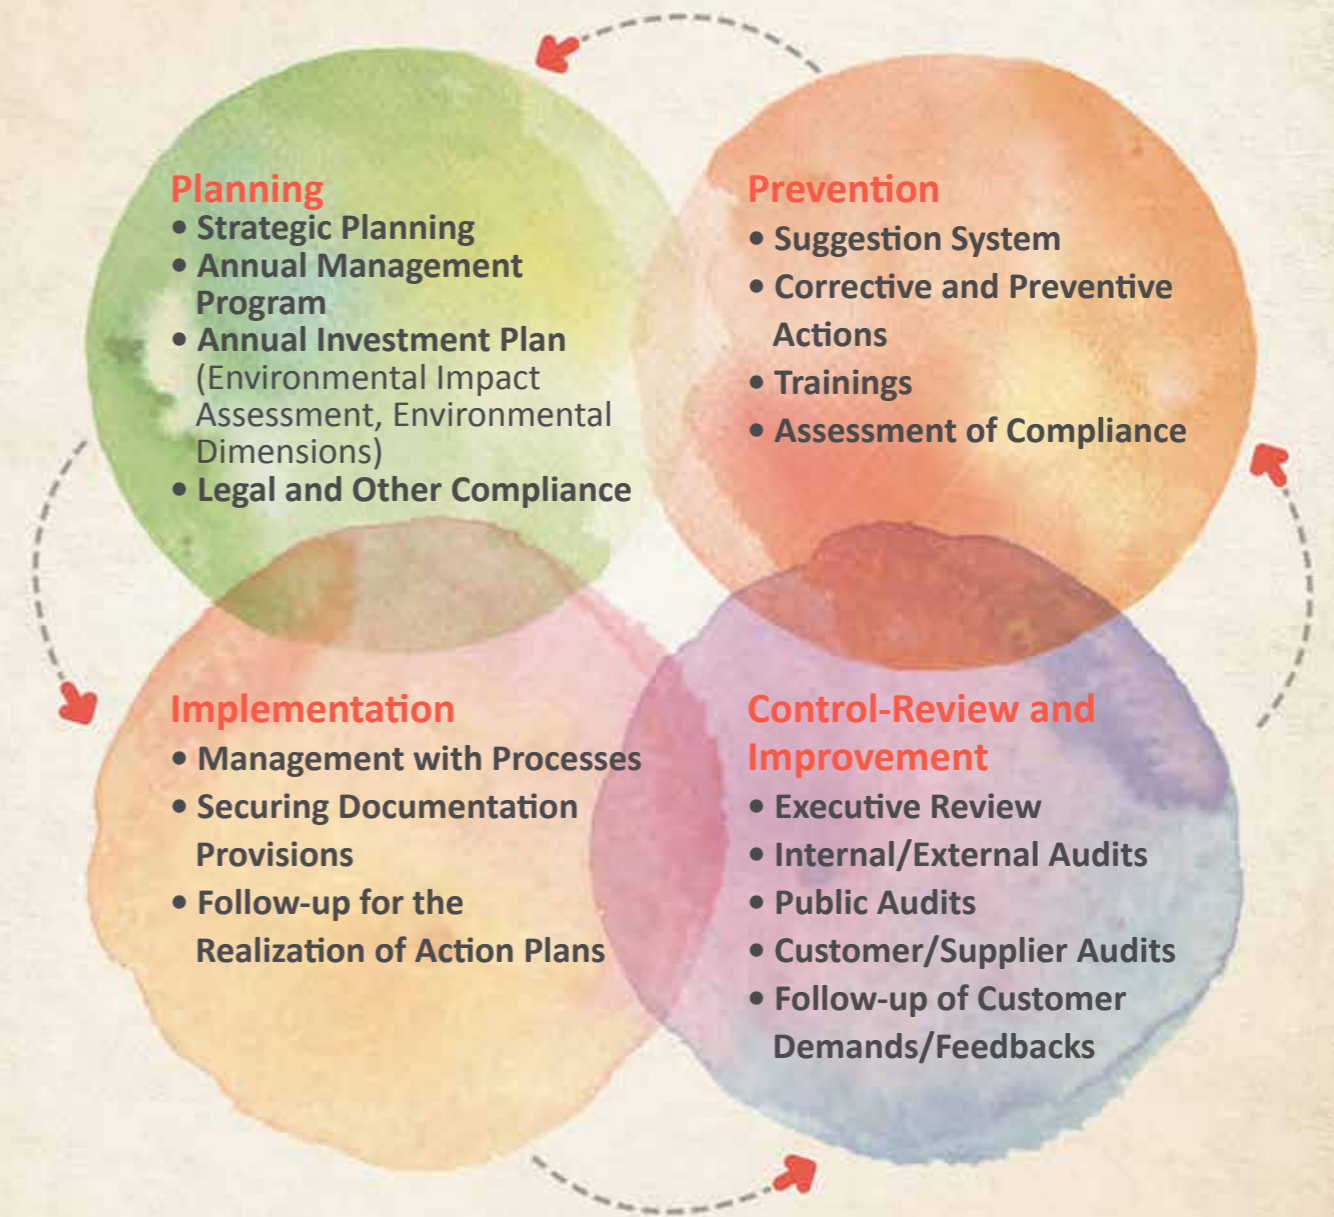 Planning
• Strategic Planning
• Annual Management
Program
• Annual Investment Plan
(Environmental Impact
Assessment, Environmental
Dimensions)
• Legal and Other Compliance
Prevention
• Suggestion System
• Corrective and Preventive
Actions
• Trainings
• Assessment of Compliance
Implementation
• Management with Processes
• Securing Documentation
Provisions
• Follow-up for the
Realization of Action Plans
Control-Review and
Improvement
• Executive Review
• Internal/External Audits
• Public Audits
• Customer/Supplier Audits
• Follow-up of Customer
Demands/Feedbacks